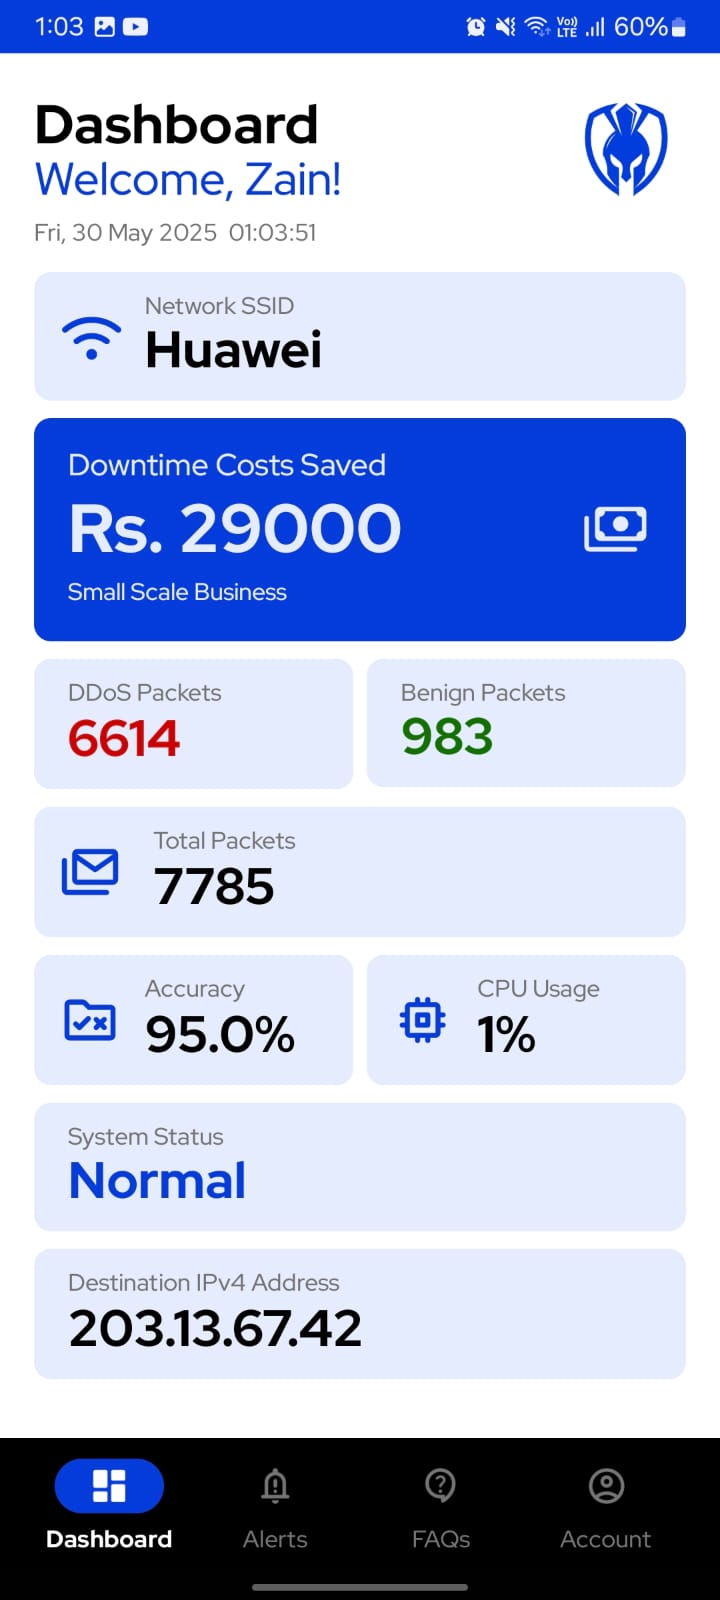 1:03
Vo))
LTE
60%
Dashboard
Welcome, Zain!
Fri, 30 May 2025 01:03:51
Network SSID
Huawei
Downtime Costs Saved
Rs. 29000
Small Scale Business
DDoS Packets
6614
Benign Packets
983
Total Packets
7785
Accuracy
95.0%
CPU Usage
1%
System Status
Normal
Destination IPv4 Address
203.13.67.42
Dashboard
Alerts
FAQs
Account